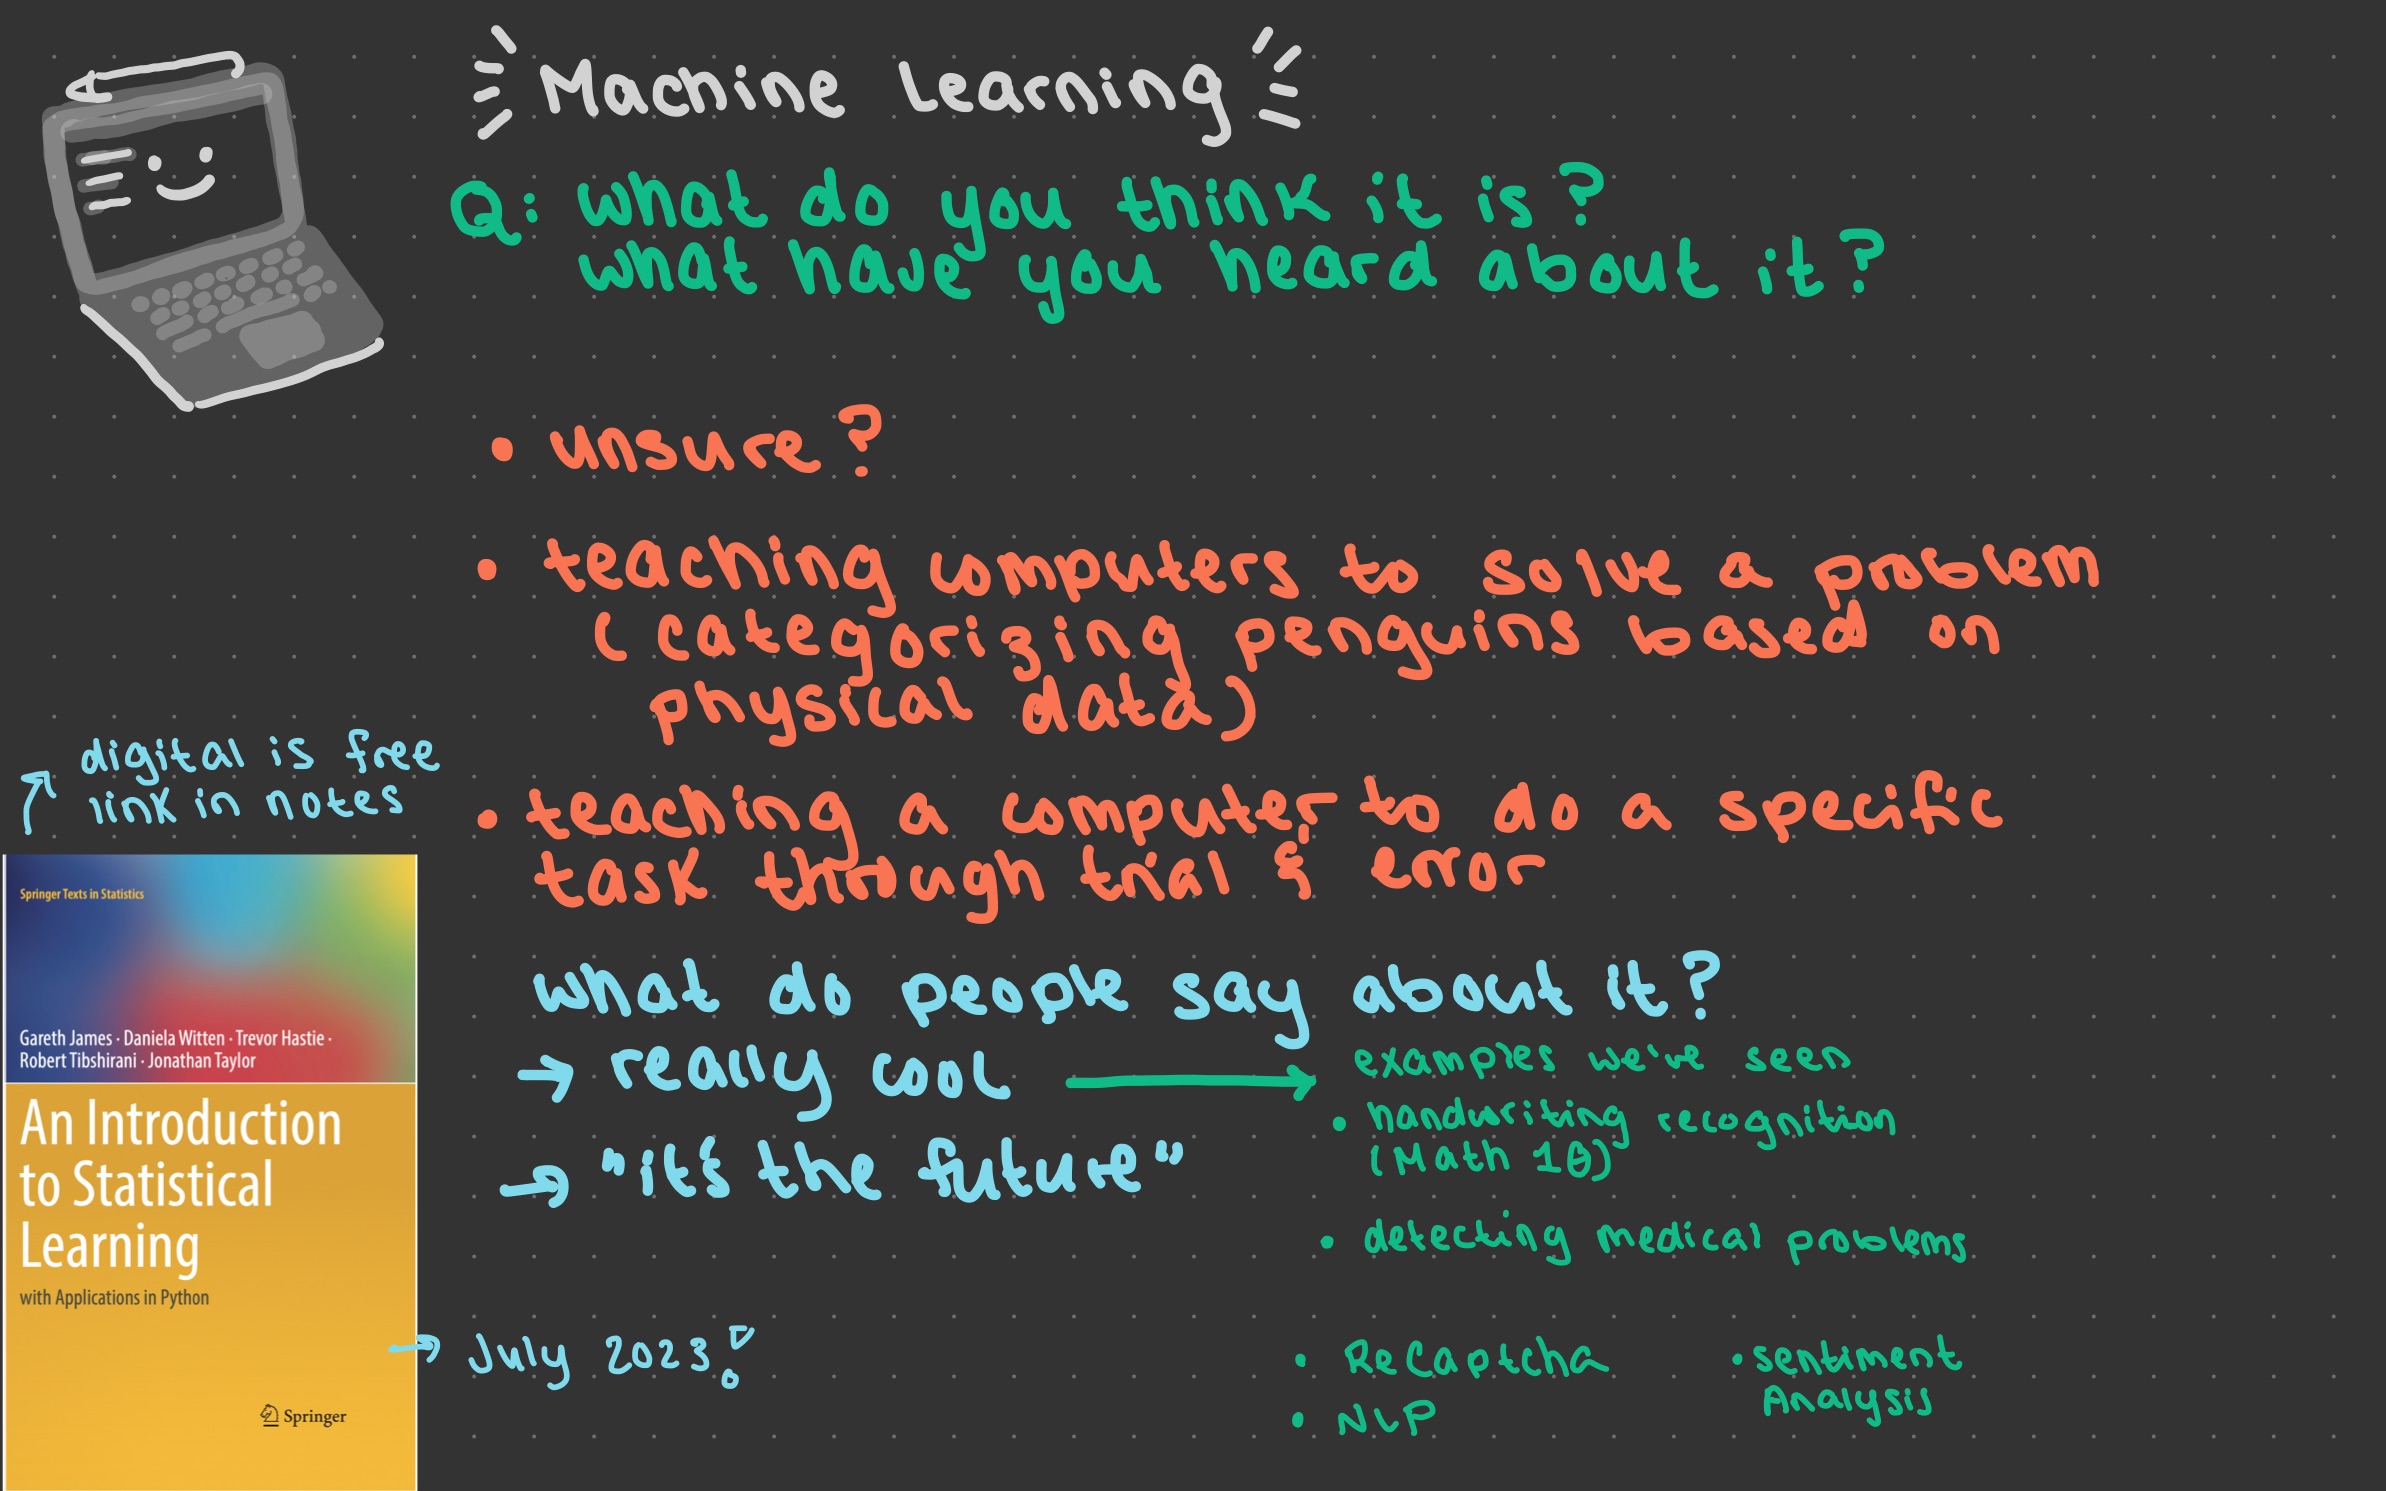 Machine Learning
Q: what do you think it is?
what have you heard about it?
• unsure?
• teaching computers to solve a problem
(categorizing penguins based on
physical data)
• teaching a computer to do a specific
task through trial & error
digital is free
link in notes
Springer Texts in Statistics
Gareth James · Daniela Witten · Trevor Hastie ·
Robert Tibshirani · Jonathan Taylor
An Introduction
to Statistical
Learning
with Applications in Python
Springer
→ July 2023!
what do people say about it?
→ really cool
→ "it's the future"
examples we've seen
• handwriting recognition
(Math 10)
• detecting medical problems
• ReCaptcha
• NLP
• sentiment
Analysis